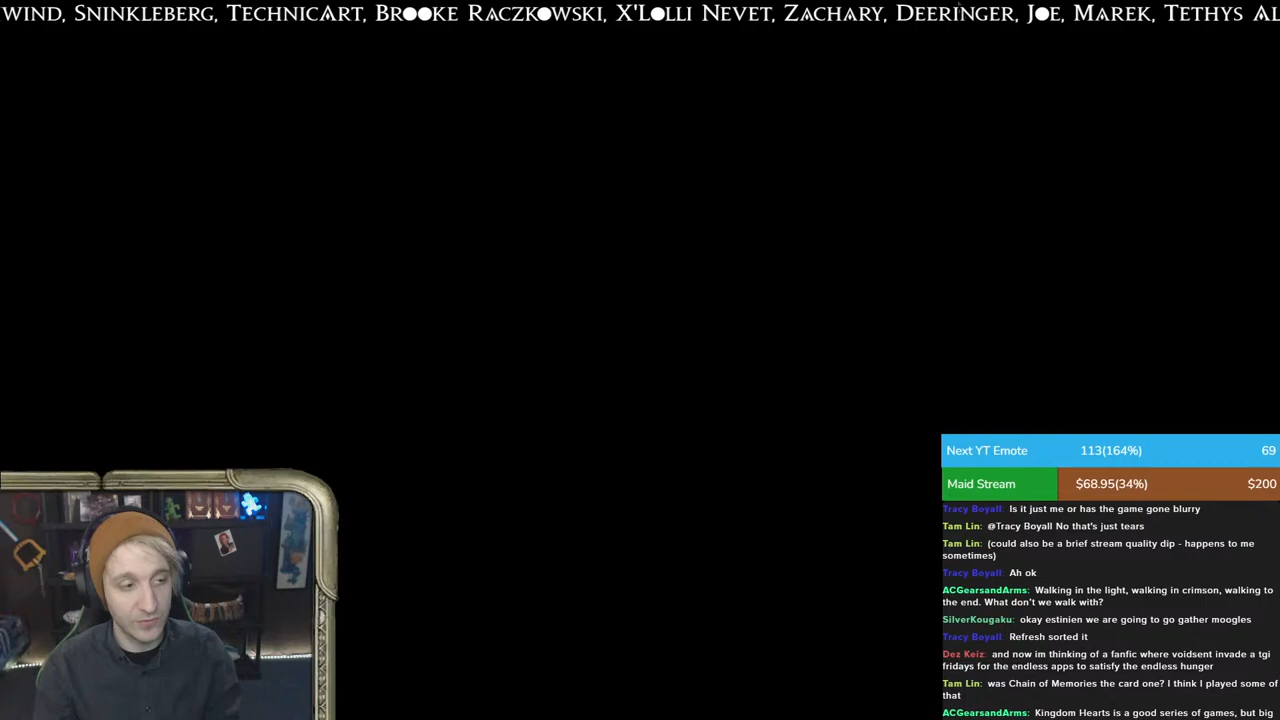 WIND, SNINKLEBERG, TECHNICART, BROOKE RACZKOWSKI, X'LOLLI NEVET, ZACHARY, DEERINGER, JOE, MAREK, TETHYS AL
Next YT Emote 113(164%) 69
Maid Stream $68.95(34%) $200
Tracy Boyall: Is it just me or has the game gone blurry
Tam Lin: @Tracy Boyall No that's just tears
Tam Lin: (could also be a brief stream quality dip - happens to me
sometimes)
Tracy Boyall: Ah ok
ACGearsandArms: Walking in the light, walking in crimson, walking to
the end. What don't we walk with?
SilverKougaku: okay estinien we are going to go gather moogles
Tracy Boyall: Refresh sorted it
Dez Keiz: and now im thinking of a fanfic where voidsent invade a tgi
fridays for the endless apps to satisfy the endless hunger
Tam Lin: was Chain of Memories the card one? I think I played some of
that
ACGearsandArms: Kingdom Hearts is a good series of games, but big